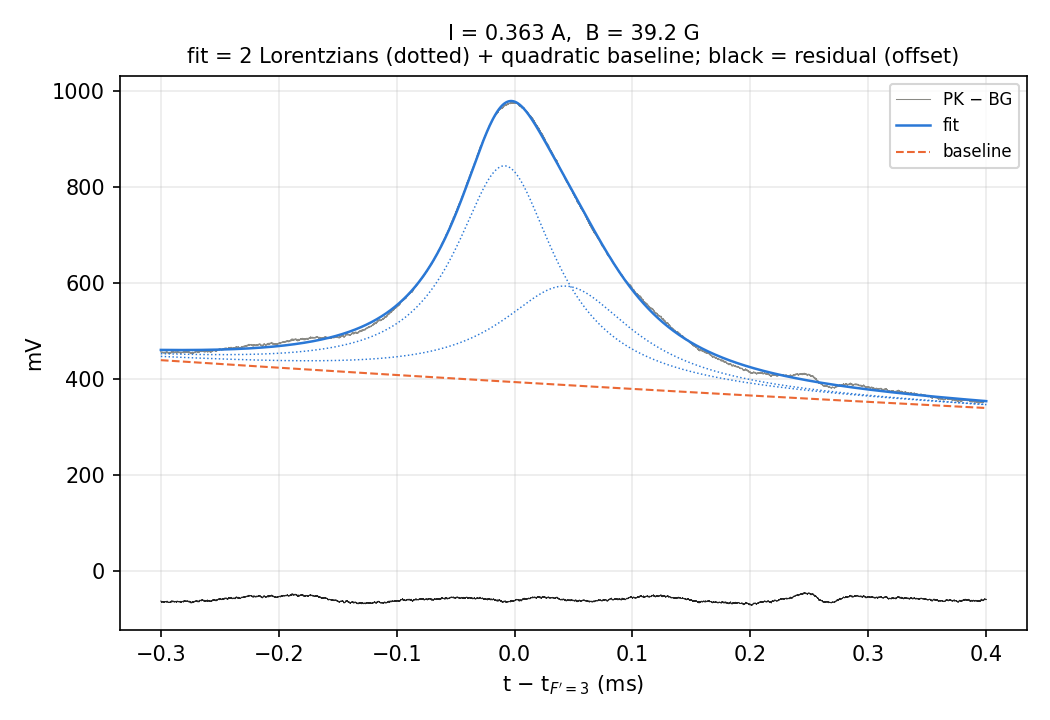 I = 0.363 A,  B = 39.2 G
fit = 2 Lorentzians (dotted) + quadratic baseline; black = residual (offset)
PK − BG
fit
baseline
mV
1000
800
600
400
200
0
−0.3
−0.2
−0.1
0.0
0.1
0.2
0.3
0.4
t − t_{F′=3} (ms)